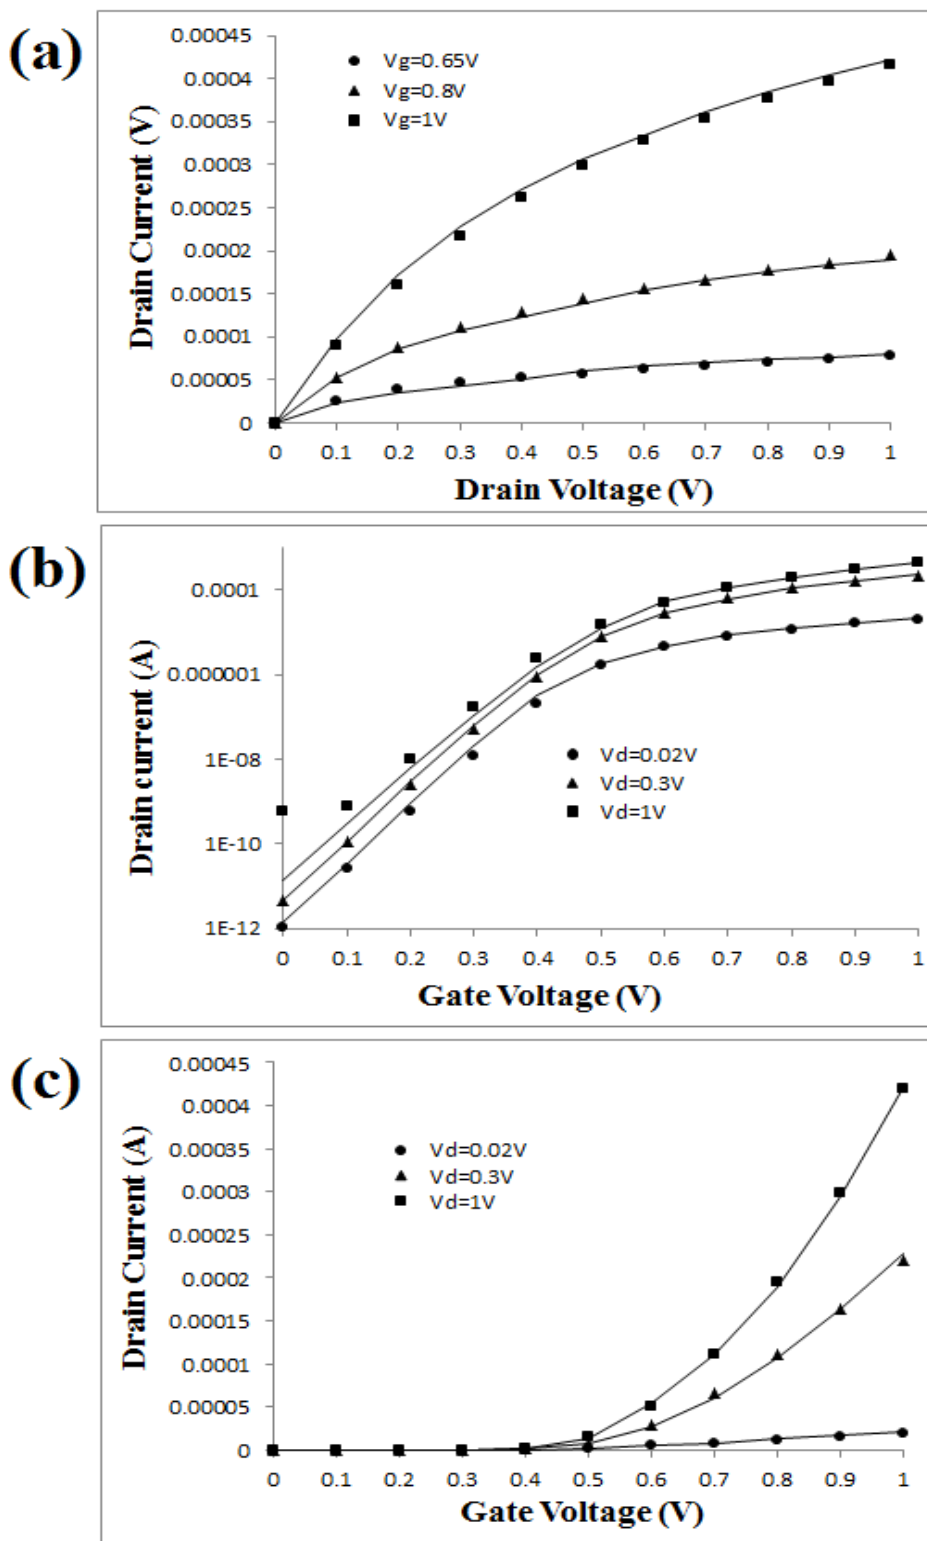 (a)
Drain Current (V)
0.00045
0.0004
0.00035
0.0003
0.00025
0.0002
0.00015
0.0001
0.00005
0
Vg=0.65V
Vg=0.8V
Vg=1V
0 0.1 0.2 0.3 0.4 0.5 0.6 0.7 0.8 0.9 1
Drain Voltage (V)
(b)
Drain current (A)
0.0001
0.000001
1E-08
1E-10
1E-12
Vd=0.02V
Vd=0.3V
Vd=1V
0 0.1 0.2 0.3 0.4 0.5 0.6 0.7 0.8 0.9 1
Gate Voltage (V)
(c)
Drain Current (A)
0.00045
0.0004
0.00035
0.0003
0.00025
0.0002
0.00015
0.0001
0.00005
0
Vd=0.02V
Vd=0.3V
Vd=1V
0 0.1 0.2 0.3 0.4 0.5 0.6 0.7 0.8 0.9 1
Gate Voltage (V)